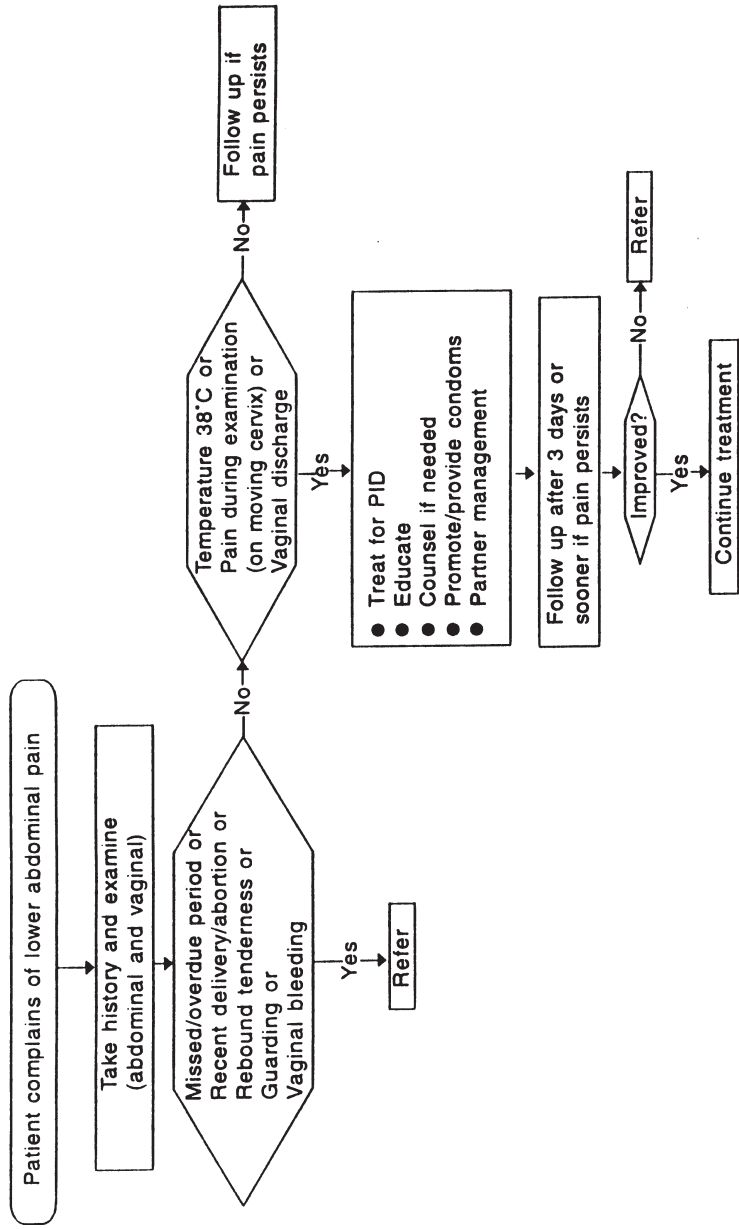 Patient complains of lower abdominal pain
Take history and examine
(abdominal and vaginal)
Missed/overdue period or
Recent delivery/abortion or
Rebound tenderness or
Guarding or
Vaginal bleeding
Yes
Refer
No
Temperature 38°C or
Pain during examination
(on moving cervix) or
Vaginal discharge
No
Follow up if
pain persists
Yes
● Treat for PID
● Educate
● Counsel if needed
● Promote/provide condoms
● Partner management
Follow up after 3 days or
sooner if pain persists
Improved?
No
Refer
Yes
Continue treatment